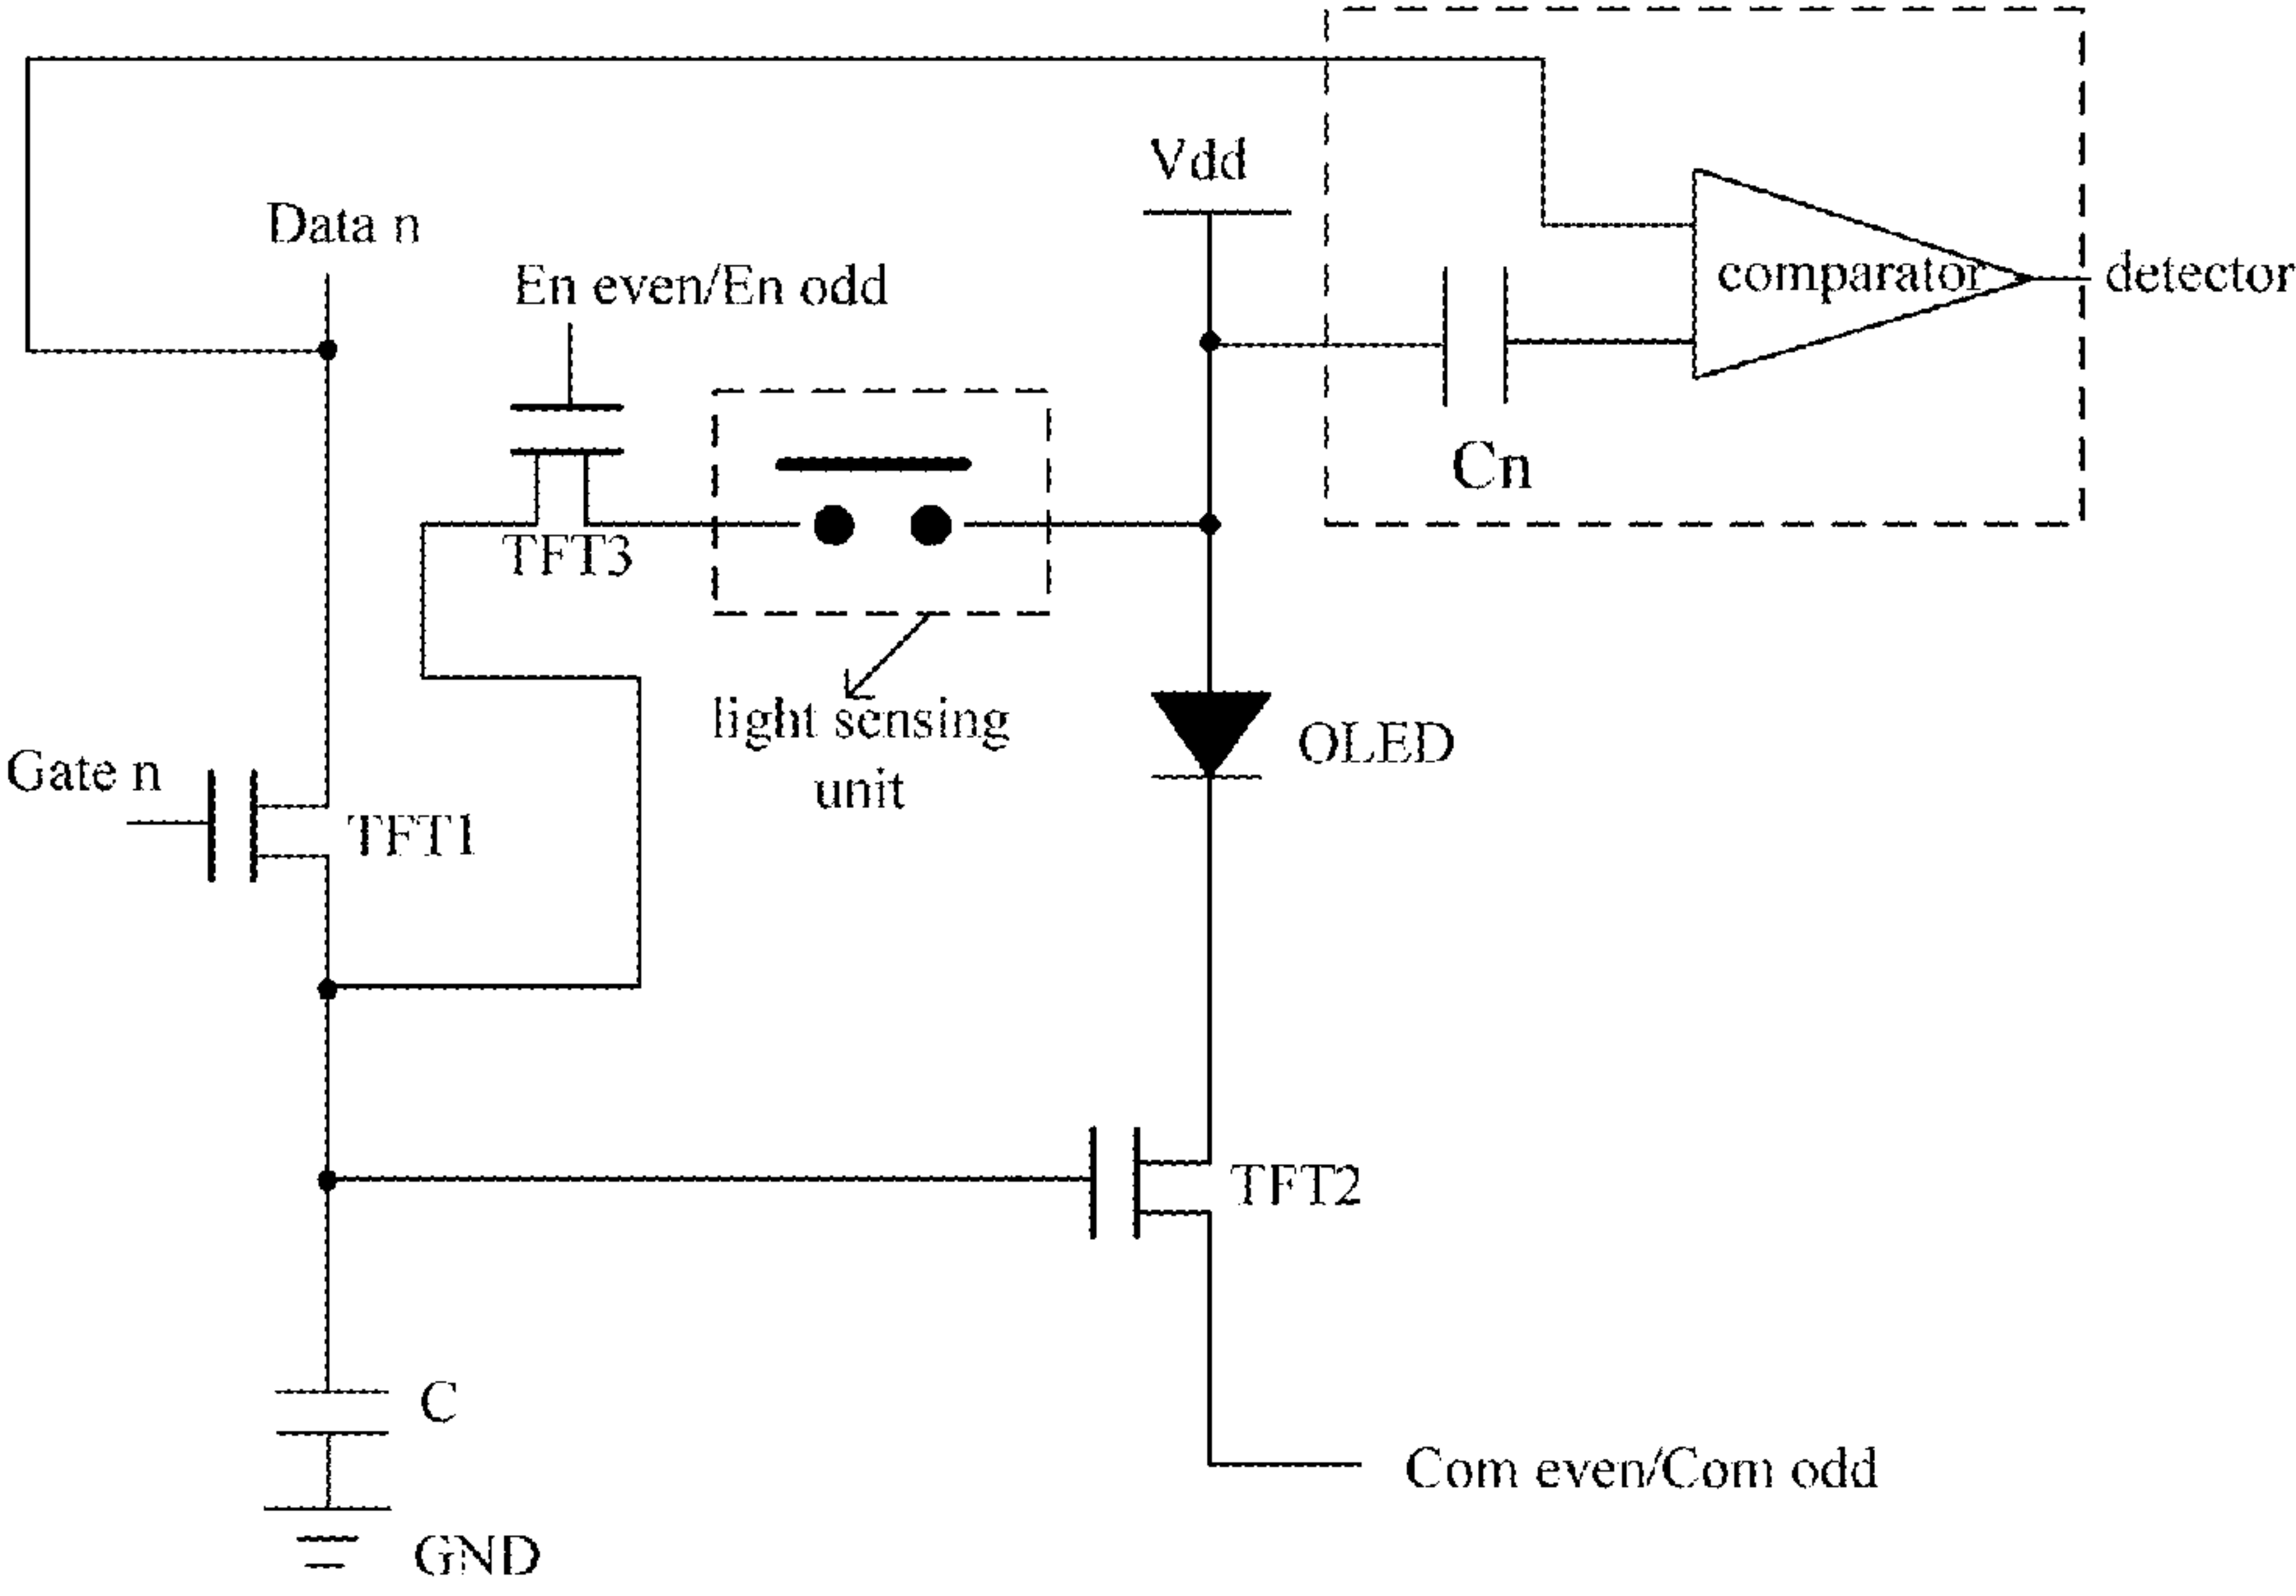 Vdd
Data n
En even/En odd
comparator
detector
Cn
TFT3
light sensing
unit
OLED
Gate n
TFT1
TFT2
C
Com even/Com odd
GND